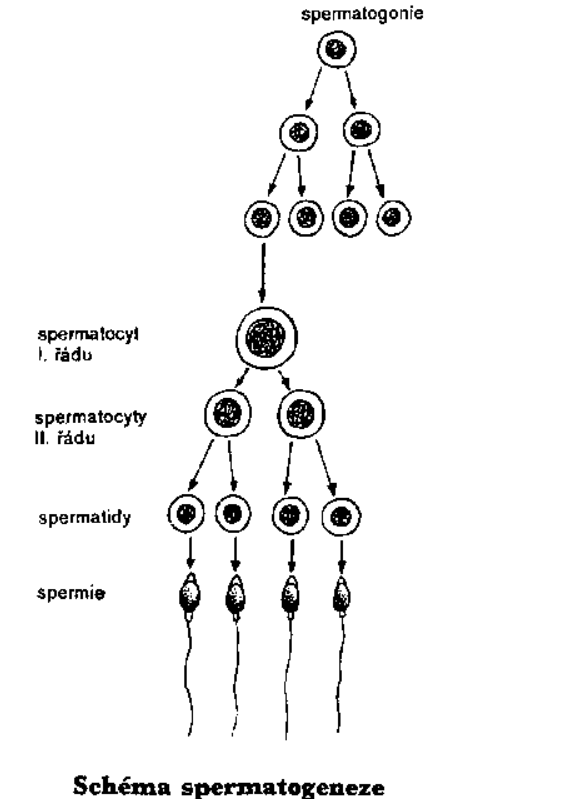 spermatogonie
spermatocyt
I. řádu
spermatocyty
II. řádu
spermatidy
spermie
Schéma spermatogeneze